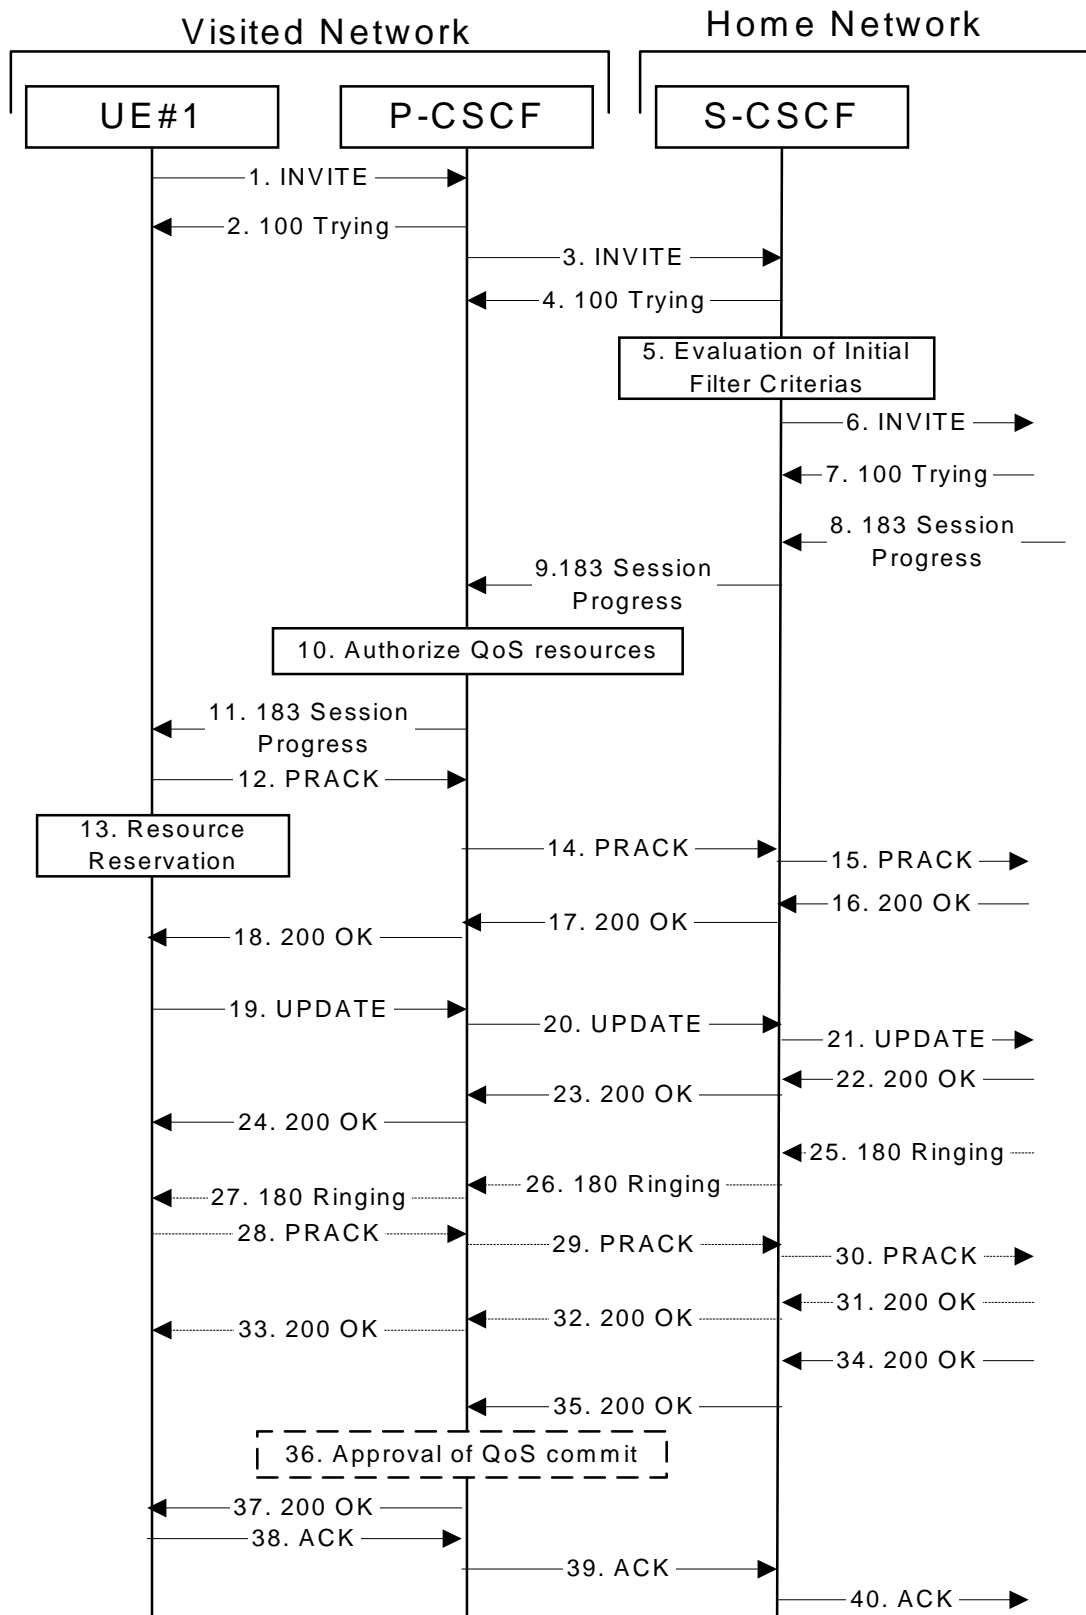 Visited Network
Home Network
UE#1
P-CSCF
S-CSCF
1. INVITE
2. 100 Trying
3. INVITE
4. 100 Trying
5. Evaluation of Initial
Filter Criterias
6. INVITE
7. 100 Trying
8. 183 Session
Progress
9.183 Session
Progress
10. Authorize QoS resources
11. 183 Session
Progress
12. PRACK
13. Resource
Reservation
14. PRACK
15. PRACK
16. 200 OK
17. 200 OK
18. 200 OK
19. UPDATE
20. UPDATE
21. UPDATE
22. 200 OK
23. 200 OK
24. 200 OK
25. 180 Ringing
26. 180 Ringing
27. 180 Ringing
28. PRACK
29. PRACK
30. PRACK
31. 200 OK
32. 200 OK
33. 200 OK
34. 200 OK
35. 200 OK
36. Approval of QoS commit
37. 200 OK
38. ACK
39. ACK
40. ACK